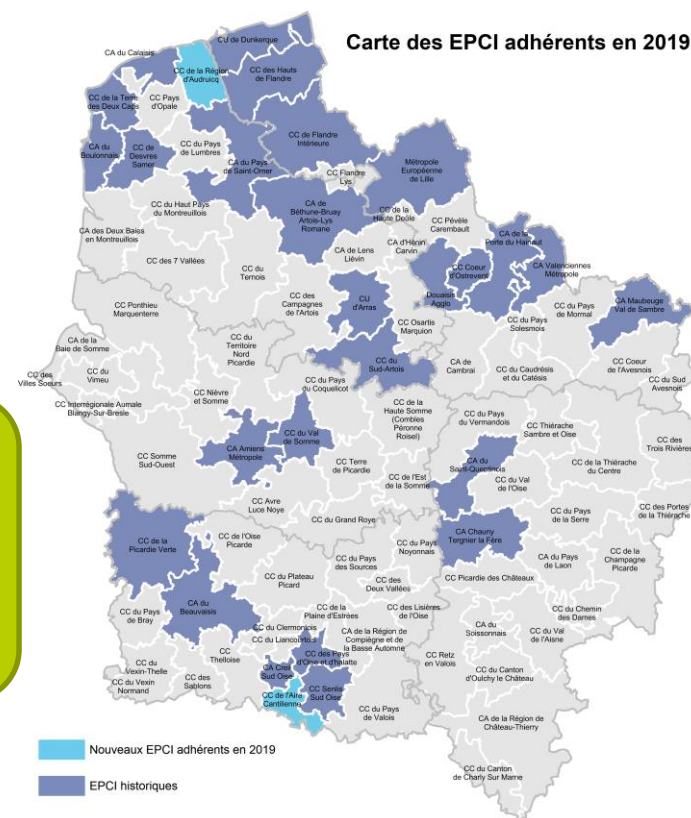 Carte des EPCI adhérents en 2019
CA du Calaisis
CU de Dunkerque
CC de la Région
d'Audruicq
CC des Hauts
de Flandre
CC de la Terre
des Deux Caps
CC Pays
d'Opale
CC de Flandre
Intérieure
CA du
Boulonnais
CC de
Desvres
Samer
CC du Pays
de Lumbres
CA du Pays
de Saint-Omer
CC Flandre
Lys
Métropole
Européenne
de Lille
CC du Haut Pays
du Montreuillois
CA de
Béthune-Bruay
Artois-Lys
Romane
CC de la
Haute Deûle
CC Pévèle
Carembault
CA des Deux Baies
en Montreuillois
CC des 7 Vallées
CC du
Ternois
CA de Lens
Liévin
CA d'Hénin
Carvin
CA de la
Porte du Hainaut
CC Coeur
d'Ostrevent
CA Valenciennes
Métropole
Douaisis
Agglo
CC des
Campagnes
de l'Artois
CU
d'Arras
CC Osartis
Marquion
CC du Pays
Solesmois
CC du Pays
de Mormal
CA Maubeuge
Val de Sambre
CC Ponthieu
Marquenterre
CC du
Territoire
Nord
Picardie
CC du
Sud-Artois
CA de
Cambrai
CC du Caudrésis
et du Catésis
CC Coeur
de l'Avesnois
CC du Sud
Avesnois
CA de la
Baie de Somme
CC des
Villes Soeurs
CC du
Vimeu
CC Interrégionale Aumale
Blangy-Sur-Bresle
CC Nièvre
et Somme
CC du Pays
du Coquelicot
CC de la
Haute Somme
(Combles
Péronne
Roisel)
CC du Pays
du Vermandois
CC Thiérache
Sambre et Oise
CC des
Trois Rivières
CC Somme
Sud-Ouest
CA Amiens
Métropole
CC du Val
de Somme
CC Terre
de Picardie
CC de l'Est
de la Somme
CA du
Saint-Quentinois
CC du Val
de l'Oise
CC de la Thiérache
du Centre
CC Avre
Luce Noye
CC du Grand Roye
CC du Pays
de la Serre
CC des Portes
de la Thiérache
CC de la
Picardie Verte
CC de l'Oise
Picarde
CC du Pays
des Sources
CC du Pays
Noyonnais
CA Chauny
Tergnier la Fère
CC du Plateau
Picard
CC des
Deux Vallées
CC Picardie des Châteaux
CA du Pays
de Laon
CC de la
Champagne
Picarde
CC du Pays
de Bray
CA du
Beauvaisis
CC du Clermontois
CC de la
Plaine d'Estrées
CC des Lisières
de l'Oise
CC du Chemin
des Dames
CC du
CA de la Région de
Compiègne et de
la Basse Automne
CA du
Soissonnais
CC du Val
de l'Aisne
CC du
Vexin-Thelle
CC
Thelloise
CC des Pays
d'Oise et d'halatte
CC Retz
en Valois
CC du Vexin
Normand
CC des
Sablons
CA Creil
Sud Oise
CC Senlis
Sud Oise
CC du Canton
d'Oulchy le Château
CC de l'Aire
Cantilienne
CC du Pays
de Valois
CA de la Région de
Château-Thierry
CC du Canton
de Charly Sur Marne
Nouveaux EPCI adhérents en 2019
EPCI historiques